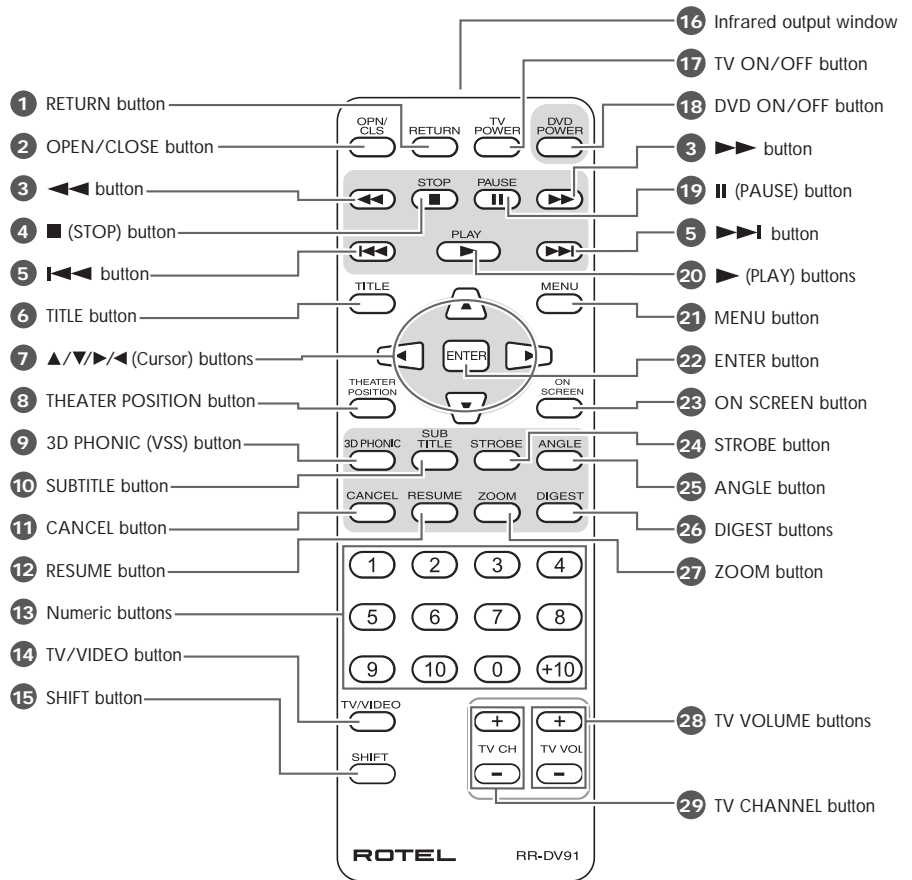 1 RETURN button
2 OPEN/CLOSE button
3 ◀◀ button
4 ■ (STOP) button
5 |◀◀ button
6 TITLE button
7 ▲/▼/▶/◀ (Cursor) buttons
8 THEATER POSITION button
9 3D PHONIC (VSS) button
10 SUBTITLE button
11 CANCEL button
12 RESUME button
13 Numeric buttons
14 TV/VIDEO button
15 SHIFT button
OPN/
CLS
RETURN
TV
POWER
DVD
POWER
STOP
PAUSE
PLAY
TITLE
MENU
ENTER
THEATER
POSITION
ON
SCREEN
3D PHONIC
SUB
TITLE
STROBE
ANGLE
CANCEL RESUME ZOOM DIGEST
1 2 3 4
5 6 7 8
9 10 0 +10
TV/VIDEO
SHIFT
+ +
TV CH TV VOL
− −
ROTEL RR-DV91
16 Infrared output window
17 TV ON/OFF button
18 DVD ON/OFF button
3 ▶▶ button
19 II (PAUSE) button
5 ▶▶| button
20 ▶ (PLAY) buttons
21 MENU button
22 ENTER button
23 ON SCREEN button
24 STROBE button
25 ANGLE button
26 DIGEST buttons
27 ZOOM button
28 TV VOLUME buttons
29 TV CHANNEL button